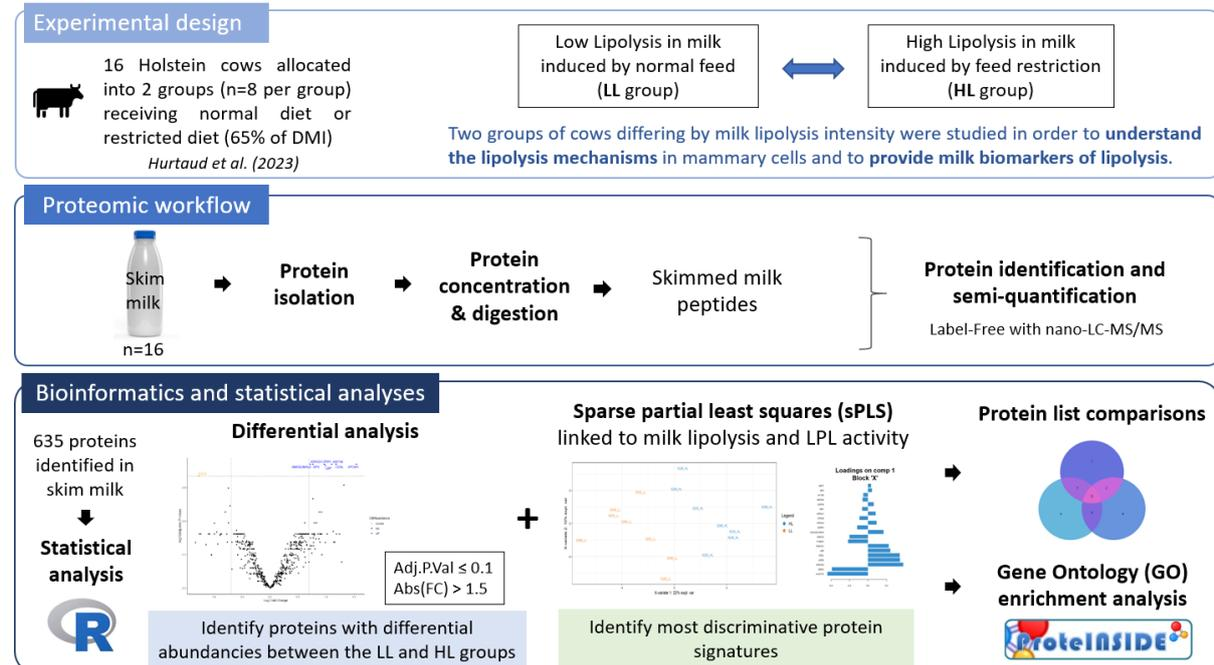 Experimental design
16 Holstein cows allocated
into 2 groups (n=8 per group)
receiving normal diet or
restricted diet (65% of DMI)
Hurtaud et al. (2023)
Low Lipolysis in milk
induced by normal feed
(LL group)
High Lipolysis in milk
induced by feed restriction
(HL group)
Two groups of cows differing by milk lipolysis intensity were studied in order to understand
the lipolysis mechanisms in mammary cells and to provide milk biomarkers of lipolysis.
Proteomic workflow
Skim
milk
n=16
Protein
isolation
Protein
concentration
& digestion
Skimmed milk
peptides
Protein identification and
semi-quantification
Label-Free with nano-LC-MS/MS
Bioinformatics and statistical analyses
635 proteins
identified in
skim milk
Statistical
analysis
R
Differential analysis
Adj.P.Val ≤ 0.1
Abs(FC) > 1.5
Identify proteins with differential
abundances between the LL and HL groups
+
Sparse partial least squares (sPLS)
linked to milk lipolysis and LPL activity
Legend
HL
LL
Loadings on comp 1
Block 'X'
Identify most discriminative protein
signatures
Protein list comparisons
Gene Ontology (GO)
enrichment analysis
ProteINSIDE